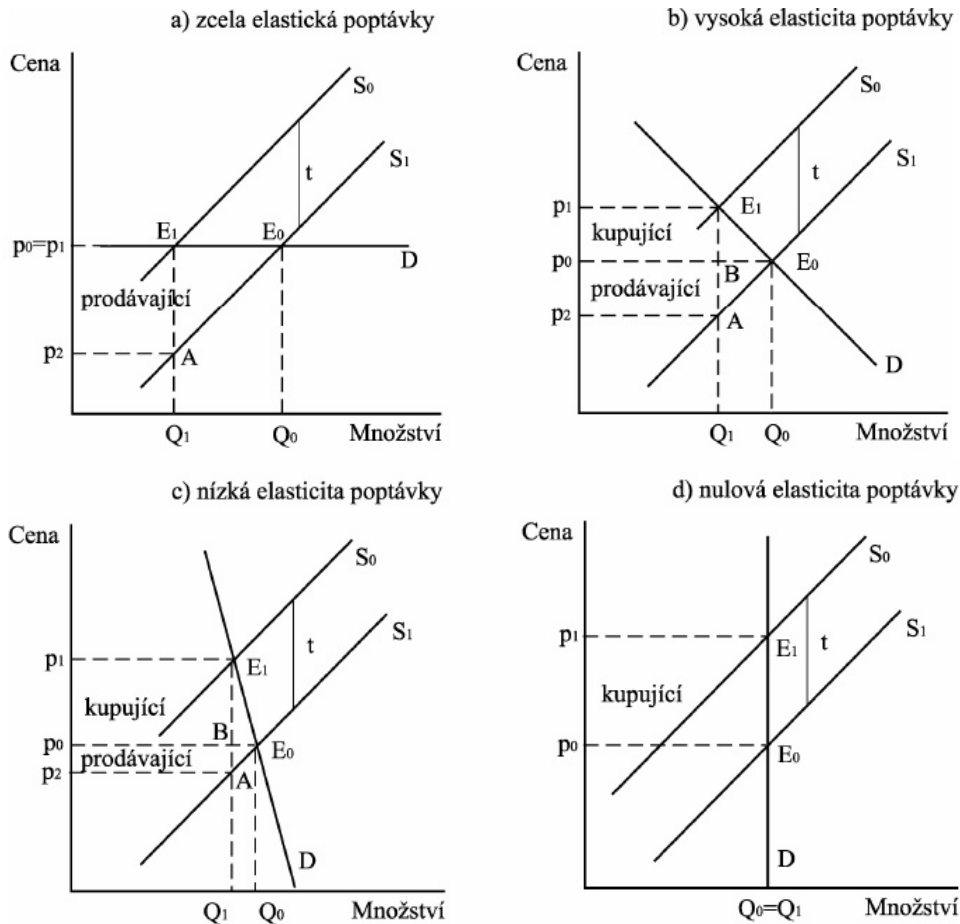 a) zcela elastická poptávky
Cena
S0
S1
t
E1
E0
p0=p1
D
prodávající
p2
A
Q1
Q0
Množství
b) vysoká elasticita poptávky
Cena
S0
S1
t
p1
E1
kupující
p0
B
E0
prodávající
p2
A
D
Q1
Q0
Množství
c) nízká elasticita poptávky
Cena
S0
S1
t
p1
E1
kupující
B
p0
E0
prodávající
p2
A
D
Q1
Q0
Množství
d) nulová elasticita poptávky
Cena
S0
S1
p1
E1
t
kupující
p0
E0
D
Q0=Q1
Množství